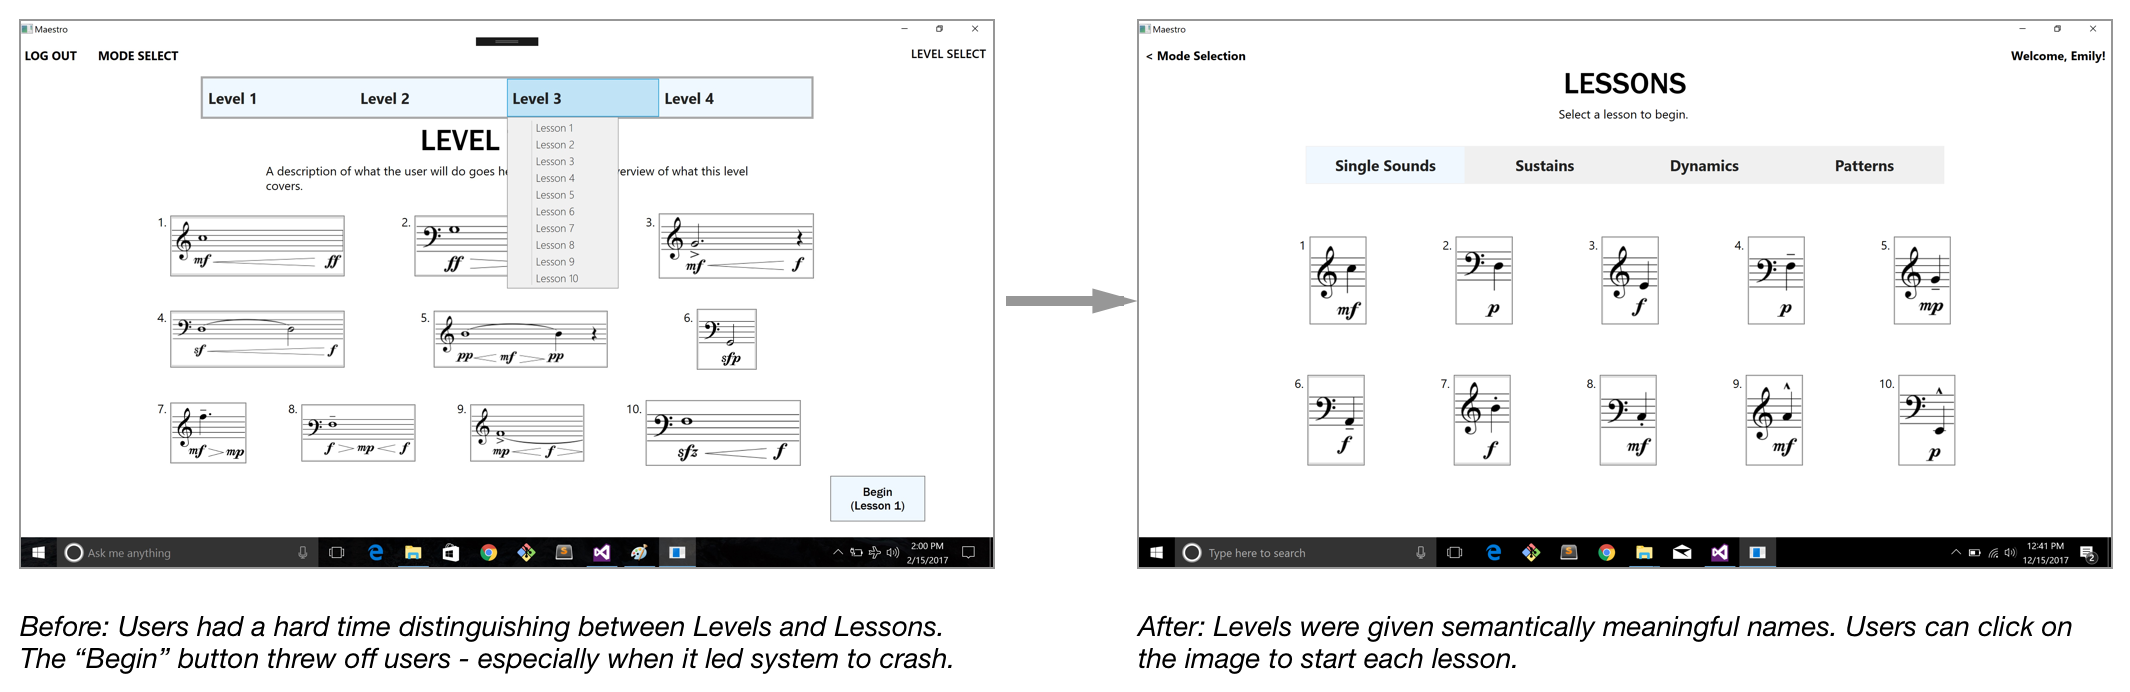 Maestro
LOG OUT MODE SELECT LEVEL SELECT
Level 1 Level 2 Level 3 Level 4
Lesson 1
Lesson 2
Lesson 3
Lesson 4
Lesson 5
Lesson 6
Lesson 7
Lesson 8
Lesson 9
Lesson 10
LEVEL
A description of what the user will do goes he verview of what this level
covers.
1. mf ff
2. ff
3. mf f
4. sf f
5. pp mf pp
6. sfp
7. mf mp
8. f mp f
9. mp f
10. sfz f
Begin
(Lesson 1)
Ask me anything
2:00 PM
2/15/2017
Maestro
< Mode Selection Welcome, Emily!
LESSONS
Select a lesson to begin.
Single Sounds Sustains Dynamics Patterns
1 mf
2. p
3. f
4. p
5. mp
6. f
7. f
8. mf
9. mf
10. p
Type here to search
12:41 PM
12/15/2017
2
Before: Users had a hard time distinguishing between Levels and Lessons.
The “Begin” button threw off users - especially when it led system to crash.
After: Levels were given semantically meaningful names. Users can click on
the image to start each lesson.